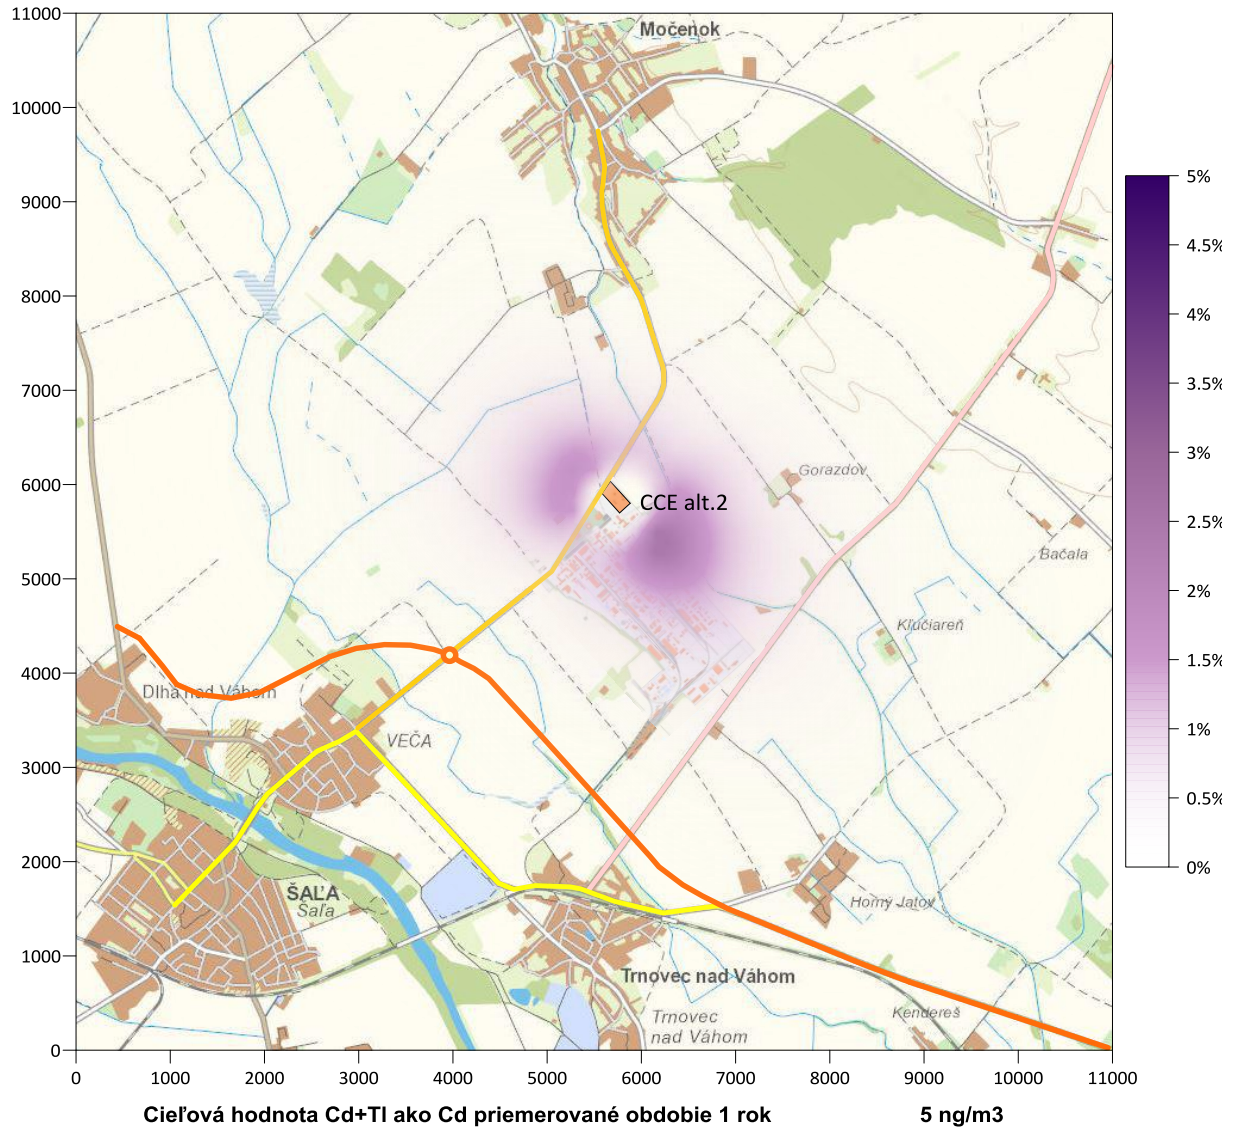 11000
10000
9000
8000
7000
6000
5000
4000
3000
2000
1000
0
0
1000
2000
3000
4000
5000
6000
7000
8000
9000
10000
11000
Močenok
Gorazdov
CCE alt.2
Bačala
Kľučiareň
Dlhá nad Váhom
VEČA
ŠAĽA
Šaľa
Horný Jatov
Trnovec nad Váhom
Trnovec
nad Váhom
Kendereš
5%
4.5%
4%
3.5%
3%
2.5%
2%
1.5%
1%
0.5%
0%
Cieľová hodnota Cd+Tl ako Cd priemerované obdobie 1 rok 5 ng/m3